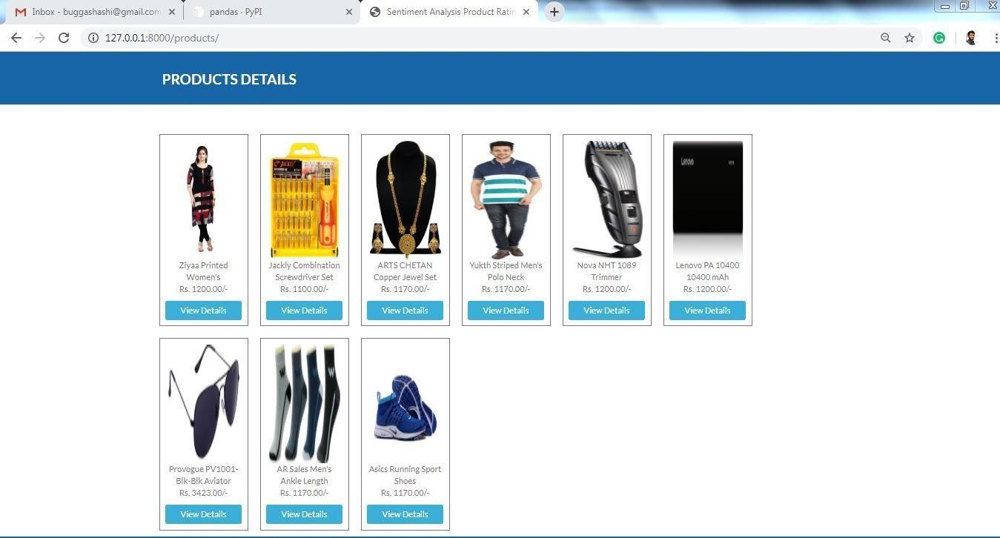 Inbox - buggashashi@gmail.com
pandas · PyPI
Sentiment Analysis Product Ratin
127.0.0.1:8000/products/
PRODUCTS DETAILS
JACKLY
Lenovo
Ziyaa Printed
Women's
Rs. 1200.00/-
View Details
Jackly Combination
Screwdriver Set
Rs. 1100.00/-
View Details
ARTS CHETAN
Copper Jewel Set
Rs. 1170.00/-
View Details
Yukth Striped Men's
Polo Neck
Rs. 1170.00/-
View Details
Nova NHT 1089
Trimmer
Rs. 1200.00/-
View Details
Lenovo PA 10400
10400 mAh
Rs. 1200.00/-
View Details
Provogue PV1001-
Blk-Blk Aviator
Rs. 3423.00/-
View Details
AR Sales Men's
Ankle Length
Rs. 1170.00/-
View Details
Asics Running Sport
Shoes
Rs. 1170.00/-
View Details